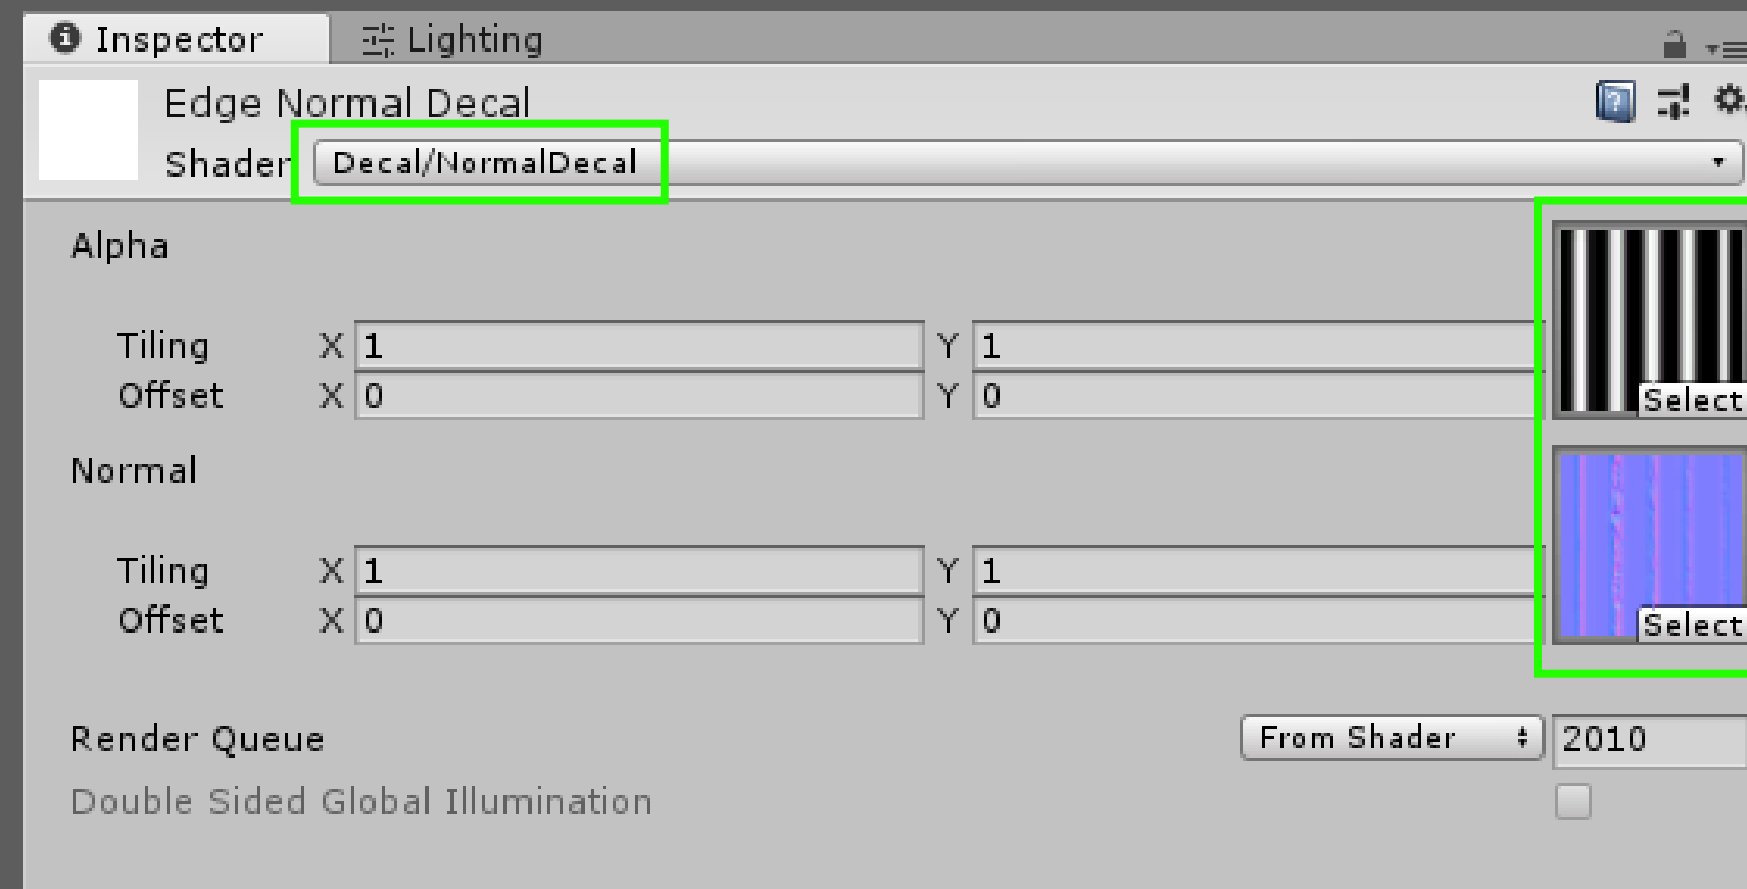 Inspector Lighting
Edge Normal Decal
Shader Decal/NormalDecal
Alpha
Tiling X 1 Y 1
Offset X 0 Y 0
Select
Normal
Tiling X 1 Y 1
Offset X 0 Y 0
Select
Render Queue From Shader 2010
Double Sided Global Illumination